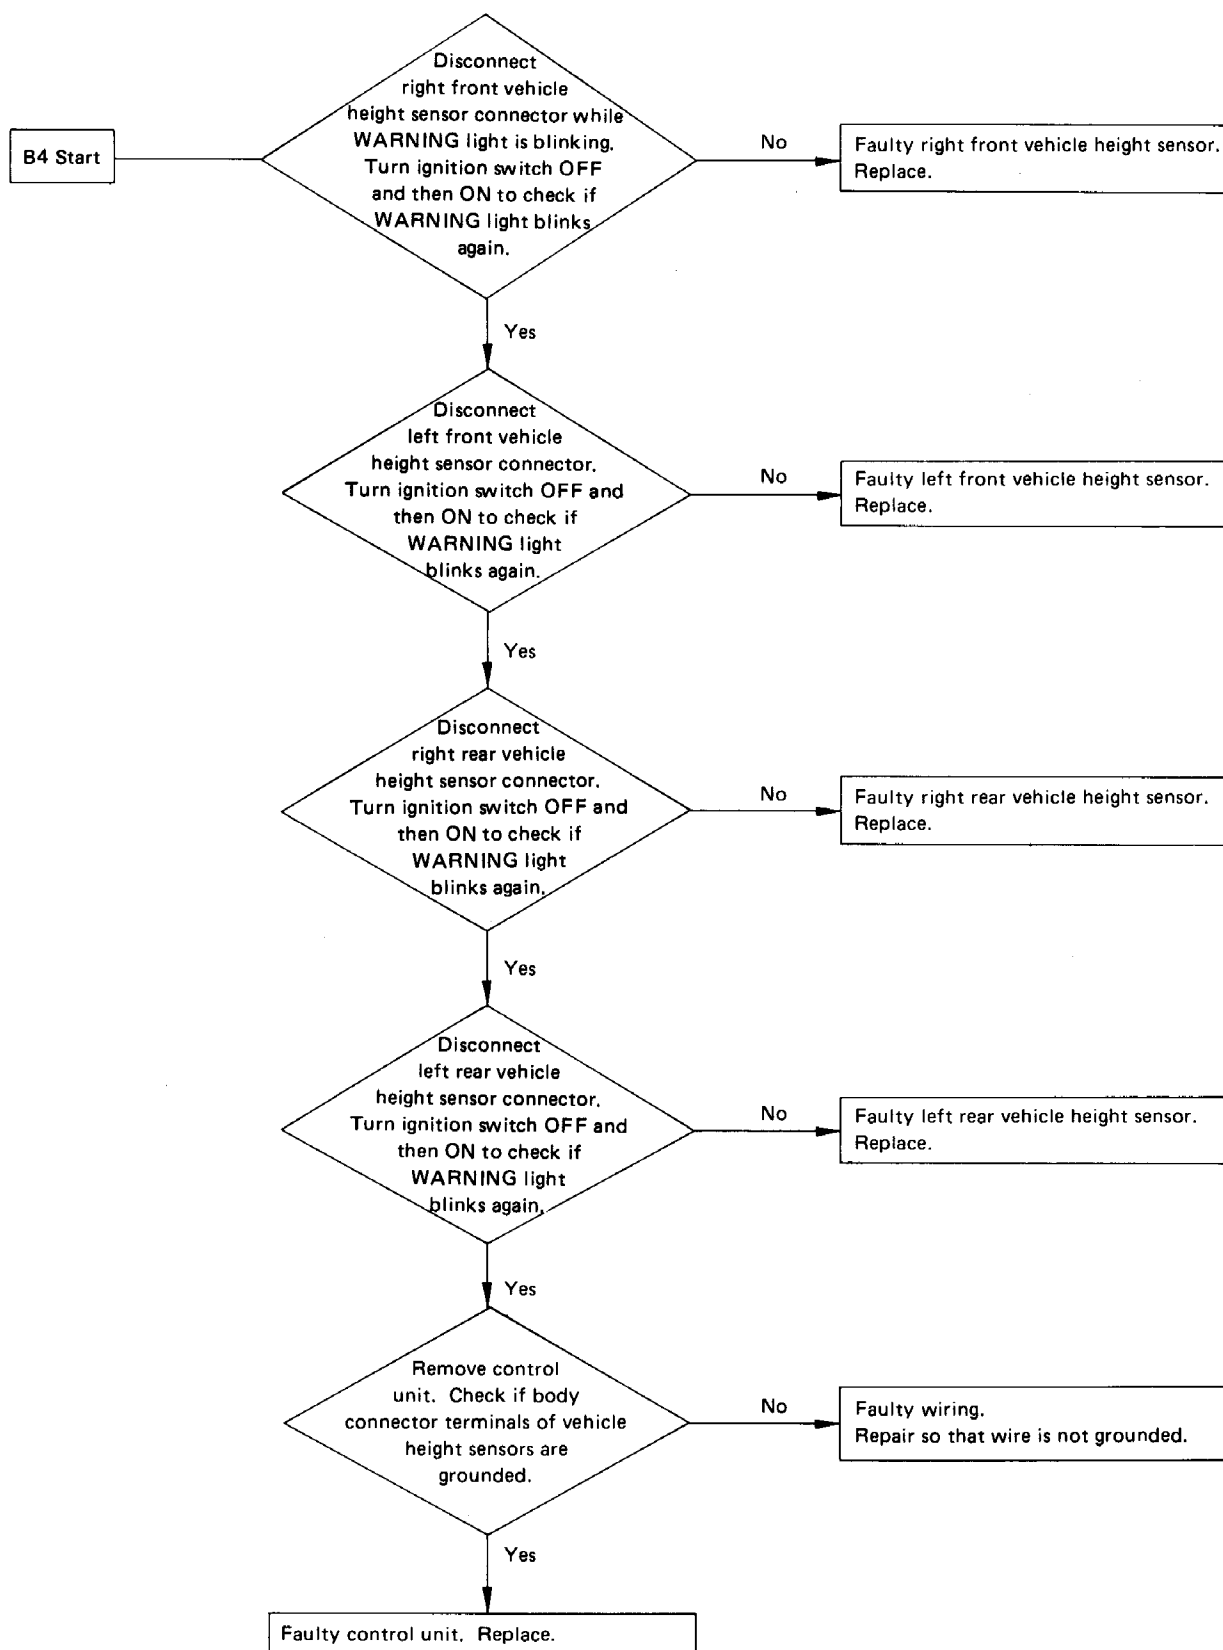 Disconnect
right front vehicle
height sensor connector while
WARNING light is blinking.
Turn ignition switch OFF
and then ON to check if
WARNING light blinks
again.
B4 Start
No
Faulty right front vehicle height sensor.
Replace.
Yes
Disconnect
left front vehicle
height sensor connector.
Turn ignition switch OFF and
then ON to check if
WARNING light
blinks again.
No
Faulty left front vehicle height sensor.
Replace.
Yes
Disconnect
right rear vehicle
height sensor connector.
Turn ignition switch OFF and
then ON to check if
WARNING light
blinks again.
No
Faulty right rear vehicle height sensor.
Replace.
Yes
Disconnect
left rear vehicle
height sensor connector.
Turn ignition switch OFF and
then ON to check if
WARNING light
blinks again.
No
Faulty left rear vehicle height sensor.
Replace.
Yes
Remove control
unit. Check if body
connector terminals of vehicle
height sensors are
grounded.
No
Faulty wiring.
Repair so that wire is not grounded.
Yes
Faulty control unit. Replace.